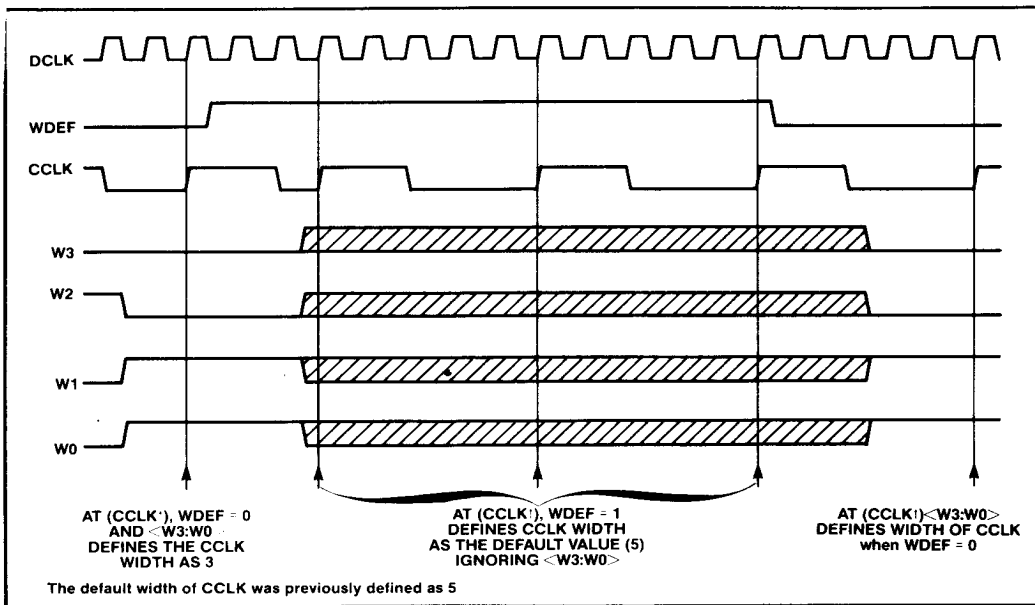 DCLK
WDEF
CCLK
W3
W2
W1
W0
AT (CCLK↑), WDEF = 0
AND <W3:W0
DEFINES THE CCLK
WIDTH AS 3
AT (CCLK↑), WDEF = 1
DEFINES CCLK WIDTH
AS THE DEFAULT VALUE (5)
IGNORING <W3:W0>
AT (CCLK↑)<W3:W0>
DEFINES WIDTH OF CCLK
when WDEF = 0
The default width of CCLK was previously defined as 5